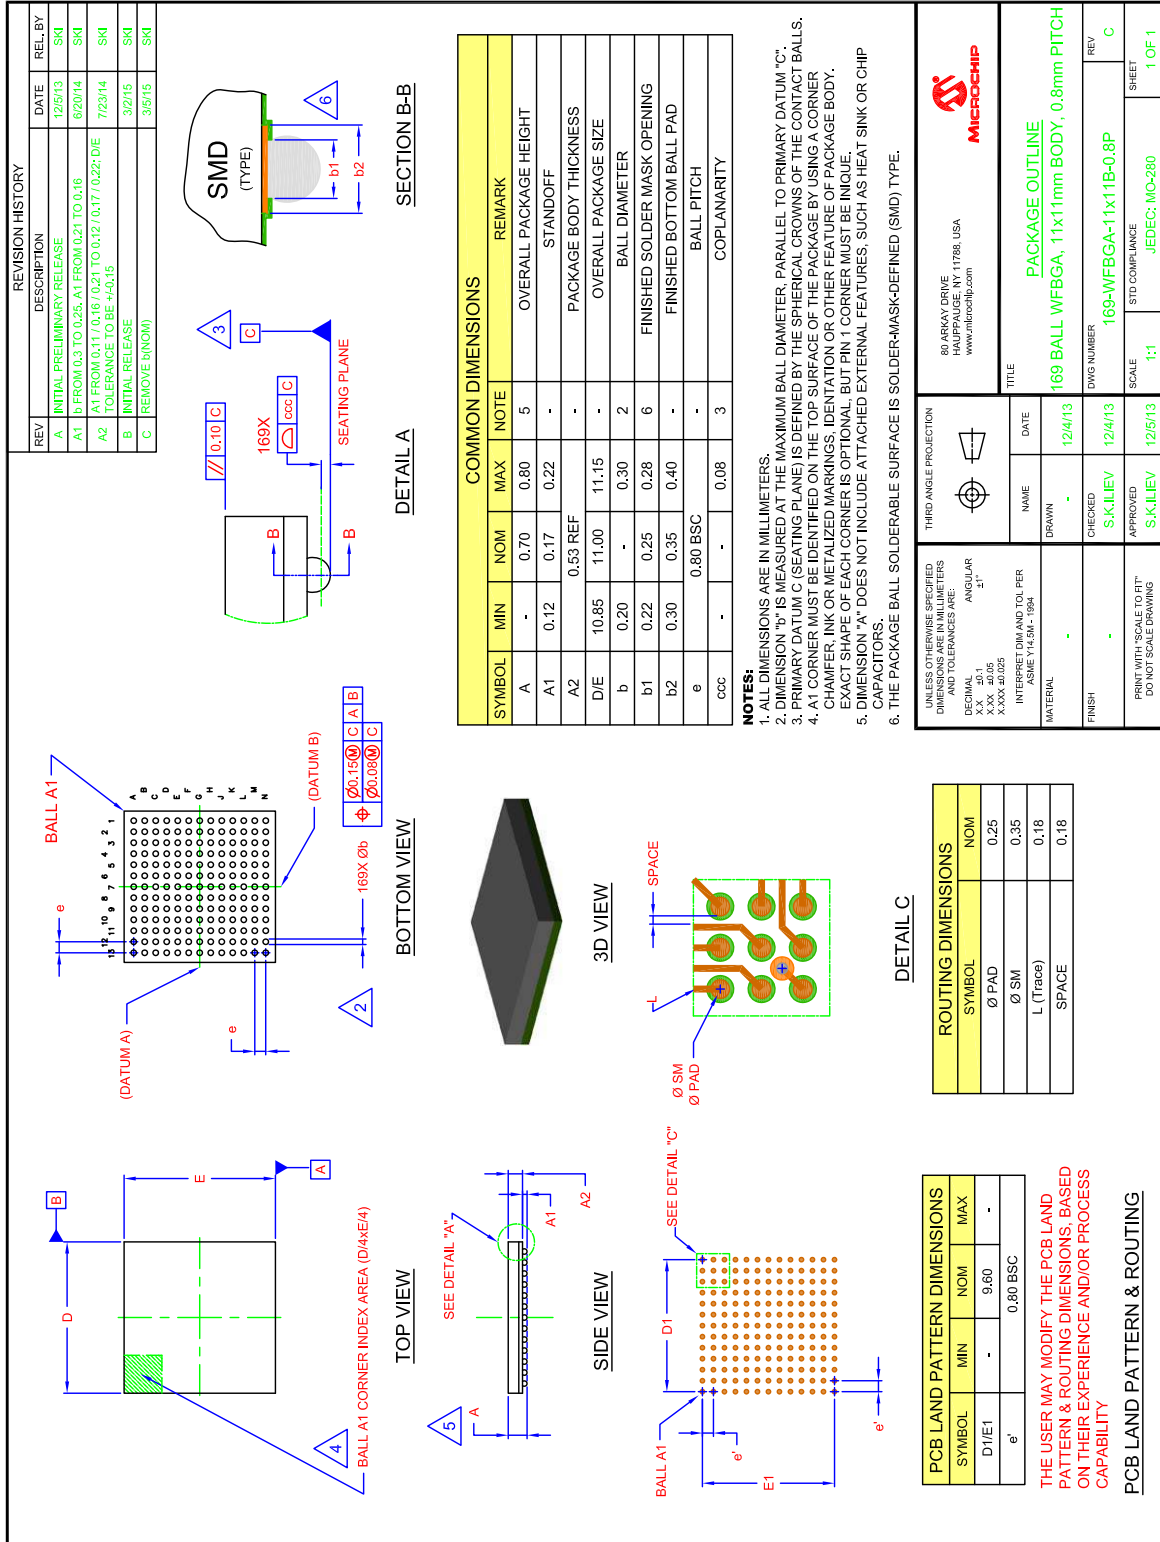 REVISION HISTORY
REV DESCRIPTION DATE REL. BY
A INITIAL PRELIMINARY RELEASE 12/5/13 SKI
A1 b FROM 0.3 TO 0.25, A1 FROM 0.21 TO 0.16 6/20/14 SKI
A2 A1 FROM 0.11 / 0.16 / 0.21 TO 0.12 / 0.17 / 0.22; D/E TOLERANCE TO BE +/-0.15 7/23/14 SKI
B INITIAL RELEASE 3/2/15 SKI
C REMOVE b(NOM) 3/5/15 SKI
B
D
E
A
4
BALL A1 CORNER INDEX AREA (D/4xE/4)
TOP VIEW
(DATUM A)
e
BALL A1
13 12 11 10 9 8 7 6 5 4 3 2 1
A
B
C
D
E
F
G
H
J
K
L
M
N
e
(DATUM B)
2
169X Øb
Ø0.15Ⓜ C A B
Ø0.08Ⓜ C
BOTTOM VIEW
// 0.10 C
169X
ccc C
B
B
3
C
SEATING PLANE
DETAIL A
SMD
(TYPE)
6
b1
b2
SECTION B-B
5
A
SEE DETAIL "A"
A1
A2
SIDE VIEW
3D VIEW
COMMON DIMENSIONS
SYMBOL MIN NOM MAX NOTE REMARK
A - 0.70 0.80 5 OVERALL PACKAGE HEIGHT
A1 0.12 0.17 0.22 - STANDOFF
A2 0.53 REF - PACKAGE BODY THICKNESS
D/E 10.85 11.00 11.15 - OVERALL PACKAGE SIZE
b 0.20 - 0.30 2 BALL DIAMETER
b1 0.22 0.25 0.28 6 FINISHED SOLDER MASK OPENING
b2 0.30 0.35 0.40 - FINISHED BOTTOM BALL PAD
e 0.80 BSC - BALL PITCH
ccc - - 0.08 3 COPLANARITY
NOTES:
1. ALL DIMENSIONS ARE IN MILLIMETERS.
2. DIMENSION "b" IS MEASURED AT THE MAXIMUM BALL DIAMETER, PARALLEL TO PRIMARY DATUM "C".
3. PRIMARY DATUM C (SEATING PLANE) IS DEFINED BY THE SPHERICAL CROWNS OF THE CONTACT BALLS.
4. A1 CORNER MUST BE IDENTIFIED ON THE TOP SURFACE OF THE PACKAGE BY USING A CORNER
CHAMFER, INK OR METALIZED MARKINGS, IDENTATION OR OTHER FEATURE OF PACKAGE BODY.
EXACT SHAPE OF EACH CORNER IS OPTIONAL, BUT PIN 1 CORNER MUST BE INIQUE.
5. DIMENSION "A" DOES NOT INCLUDE ATTACHED EXTERNAL FEATURES, SUCH AS HEAT SINK OR CHIP
CAPACITORS.
6. THE PACKAGE BALL SOLDERABLE SURFACE IS SOLDER-MASK-DEFINED (SMD) TYPE.
BALL A1
D1
SEE DETAIL "C"
E1
e'
e'
Ø SM
Ø PAD
L
SPACE
DETAIL C
PCB LAND PATTERN DIMENSIONS
SYMBOL MIN NOM MAX
D1/E1 - 9.60 -
e' 0.80 BSC
THE USER MAY MODIFY THE PCB LAND
PATTERN & ROUTING DIMENSIONS, BASED
ON THEIR EXPERIENCE AND/OR PROCESS
CAPABILITY
PCB LAND PATTERN & ROUTING
ROUTING DIMENSIONS
SYMBOL NOM
Ø PAD 0.25
Ø SM 0.35
L (Trace) 0.18
SPACE 0.18
UNLESS OTHERWISE SPECIFIED
DIMENSIONS ARE IN MILLIMETERS
AND TOLERANCES ARE:
DECIMAL ANGULAR
X.X ±0.1 ±1°
X.XX ±0.05
X.XXX ±0.025
INTERPRET DIM AND TOL PER
ASME Y14.5M - 1994
MATERIAL
-
FINISH
-
PRINT WITH "SCALE TO FIT"
DO NOT SCALE DRAWING
THIRD ANGLE PROJECTION
NAME DATE
DRAWN
- 12/4/13
CHECKED
S.K.ILIEV 12/4/13
APPROVED
S.K.ILIEV 12/5/13
80 ARKAY DRIVE
HAUPPAUGE, NY 11788, USA
www.microchip.com
MICROCHIP
TITLE
PACKAGE OUTLINE
169 BALL WFBGA, 11x11mm BODY, 0.8mm PITCH
DWG NUMBER
169-WFBGA-11x11B-0.8P
REV
C
SCALE
1:1
STD COMPLIANCE
JEDEC: MO-280
SHEET
1 OF 1